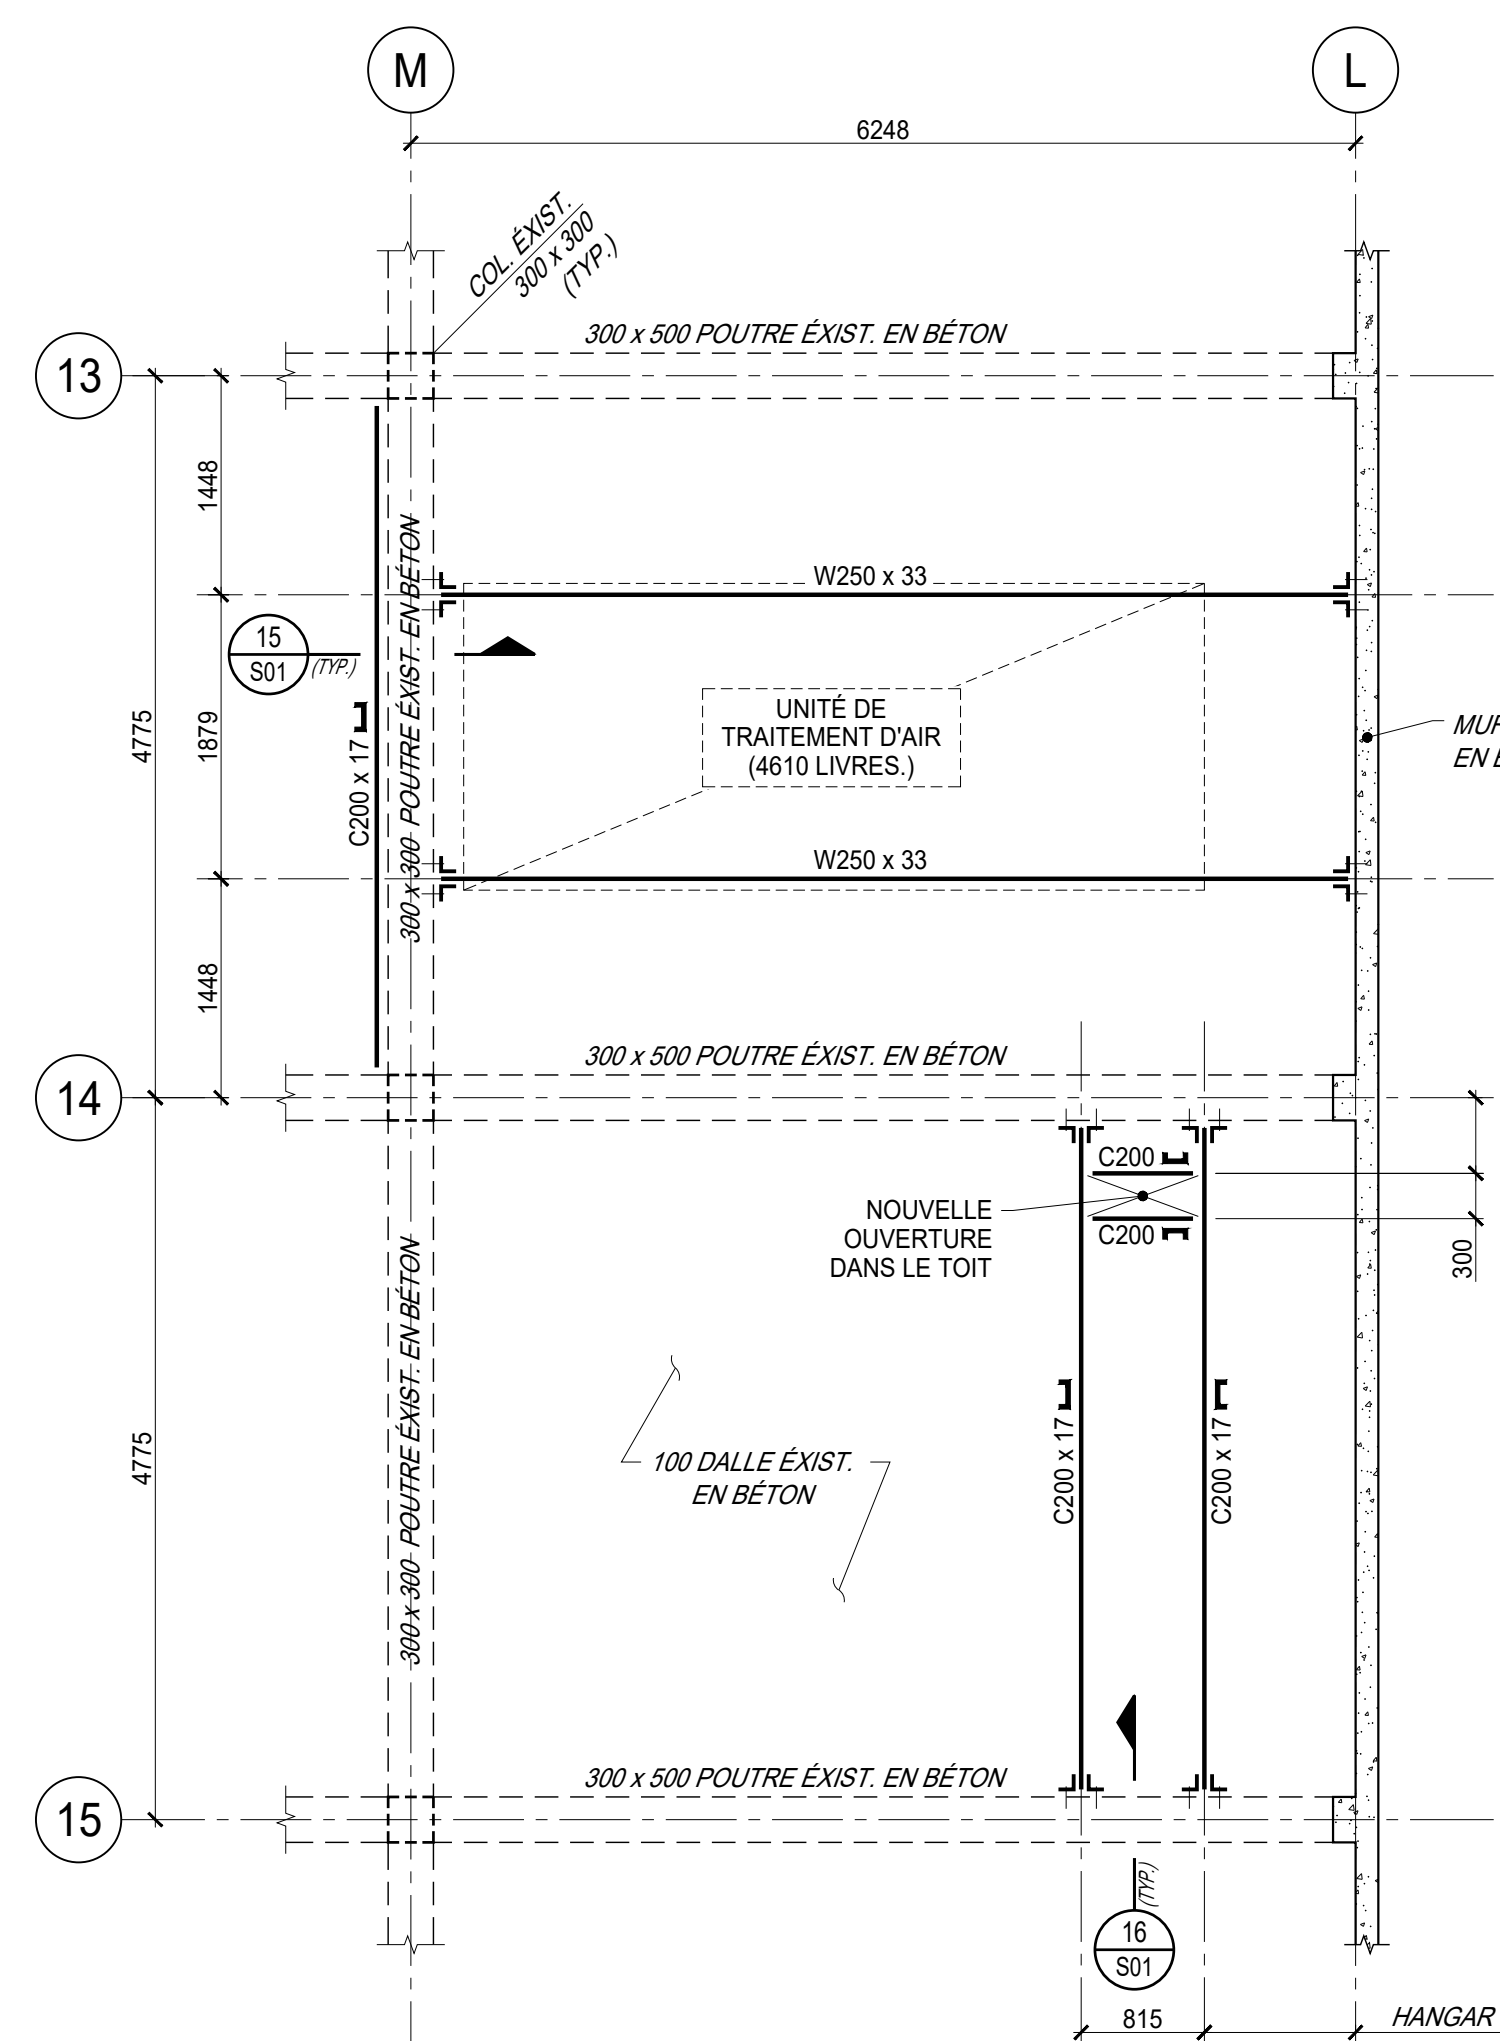 M
L
6248
COL. ÉXIST.
300 x 300
(TYP.)
300 x 500 POUTRE ÉXIST. EN BÉTON
13
1448
300 x 300 POUTRE ÉXIST. EN BÉTON
W250 x 33
15
S01
(TYP.)
UNITÉ DE
TRAITEMENT D'AIR
(4610 LIVRES.)
4775
1879
C200 x 17
MUR
EN B
W250 x 33
1448
300 x 500 POUTRE ÉXIST. EN BÉTON
14
C200
NOUVELLE
OUVERTURE
DANS LE TOIT
C200
300
300 x 300 POUTRE ÉXIST. EN BÉTON
4775
100 DALLE ÉXIST.
EN BÉTON
C200 x 17
C200 x 17
300 x 500 POUTRE ÉXIST. EN BÉTON
15
(TYP.)
16
S01
815
HANGAR